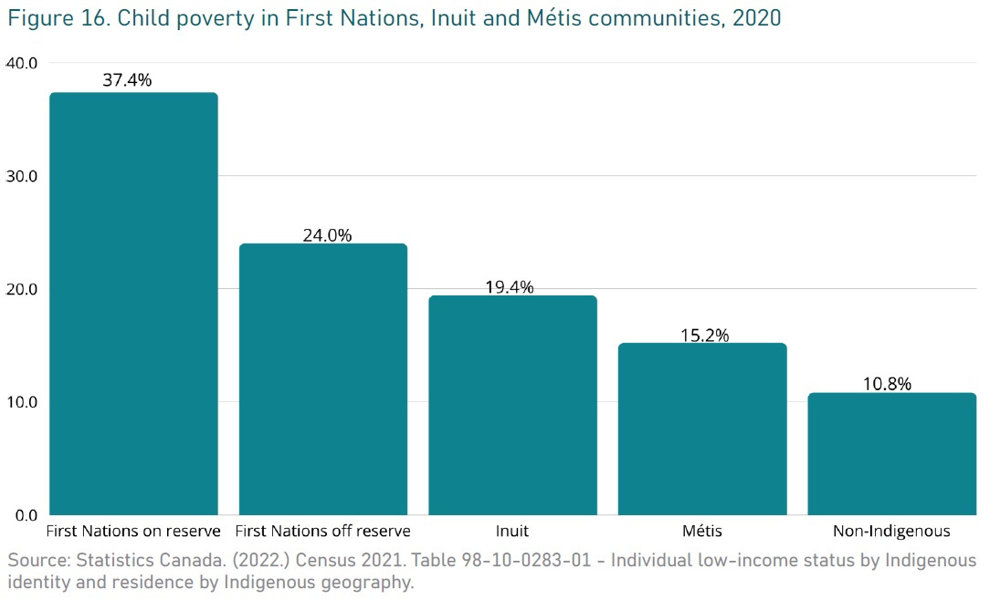 Figure 16. Child poverty in First Nations, Inuit and Métis communities, 2020
40.0
37.4%
30.0
24.0%
20.0
19.4%
15.2%
10.8%
10.0
0.0
First Nations on reserve First Nations off reserve Inuit Métis Non-Indigenous
Source: Statistics Canada. (2022.) Census 2021. Table 98-10-0283-01 - Individual low-income status by Indigenous
identity and residence by Indigenous geography.